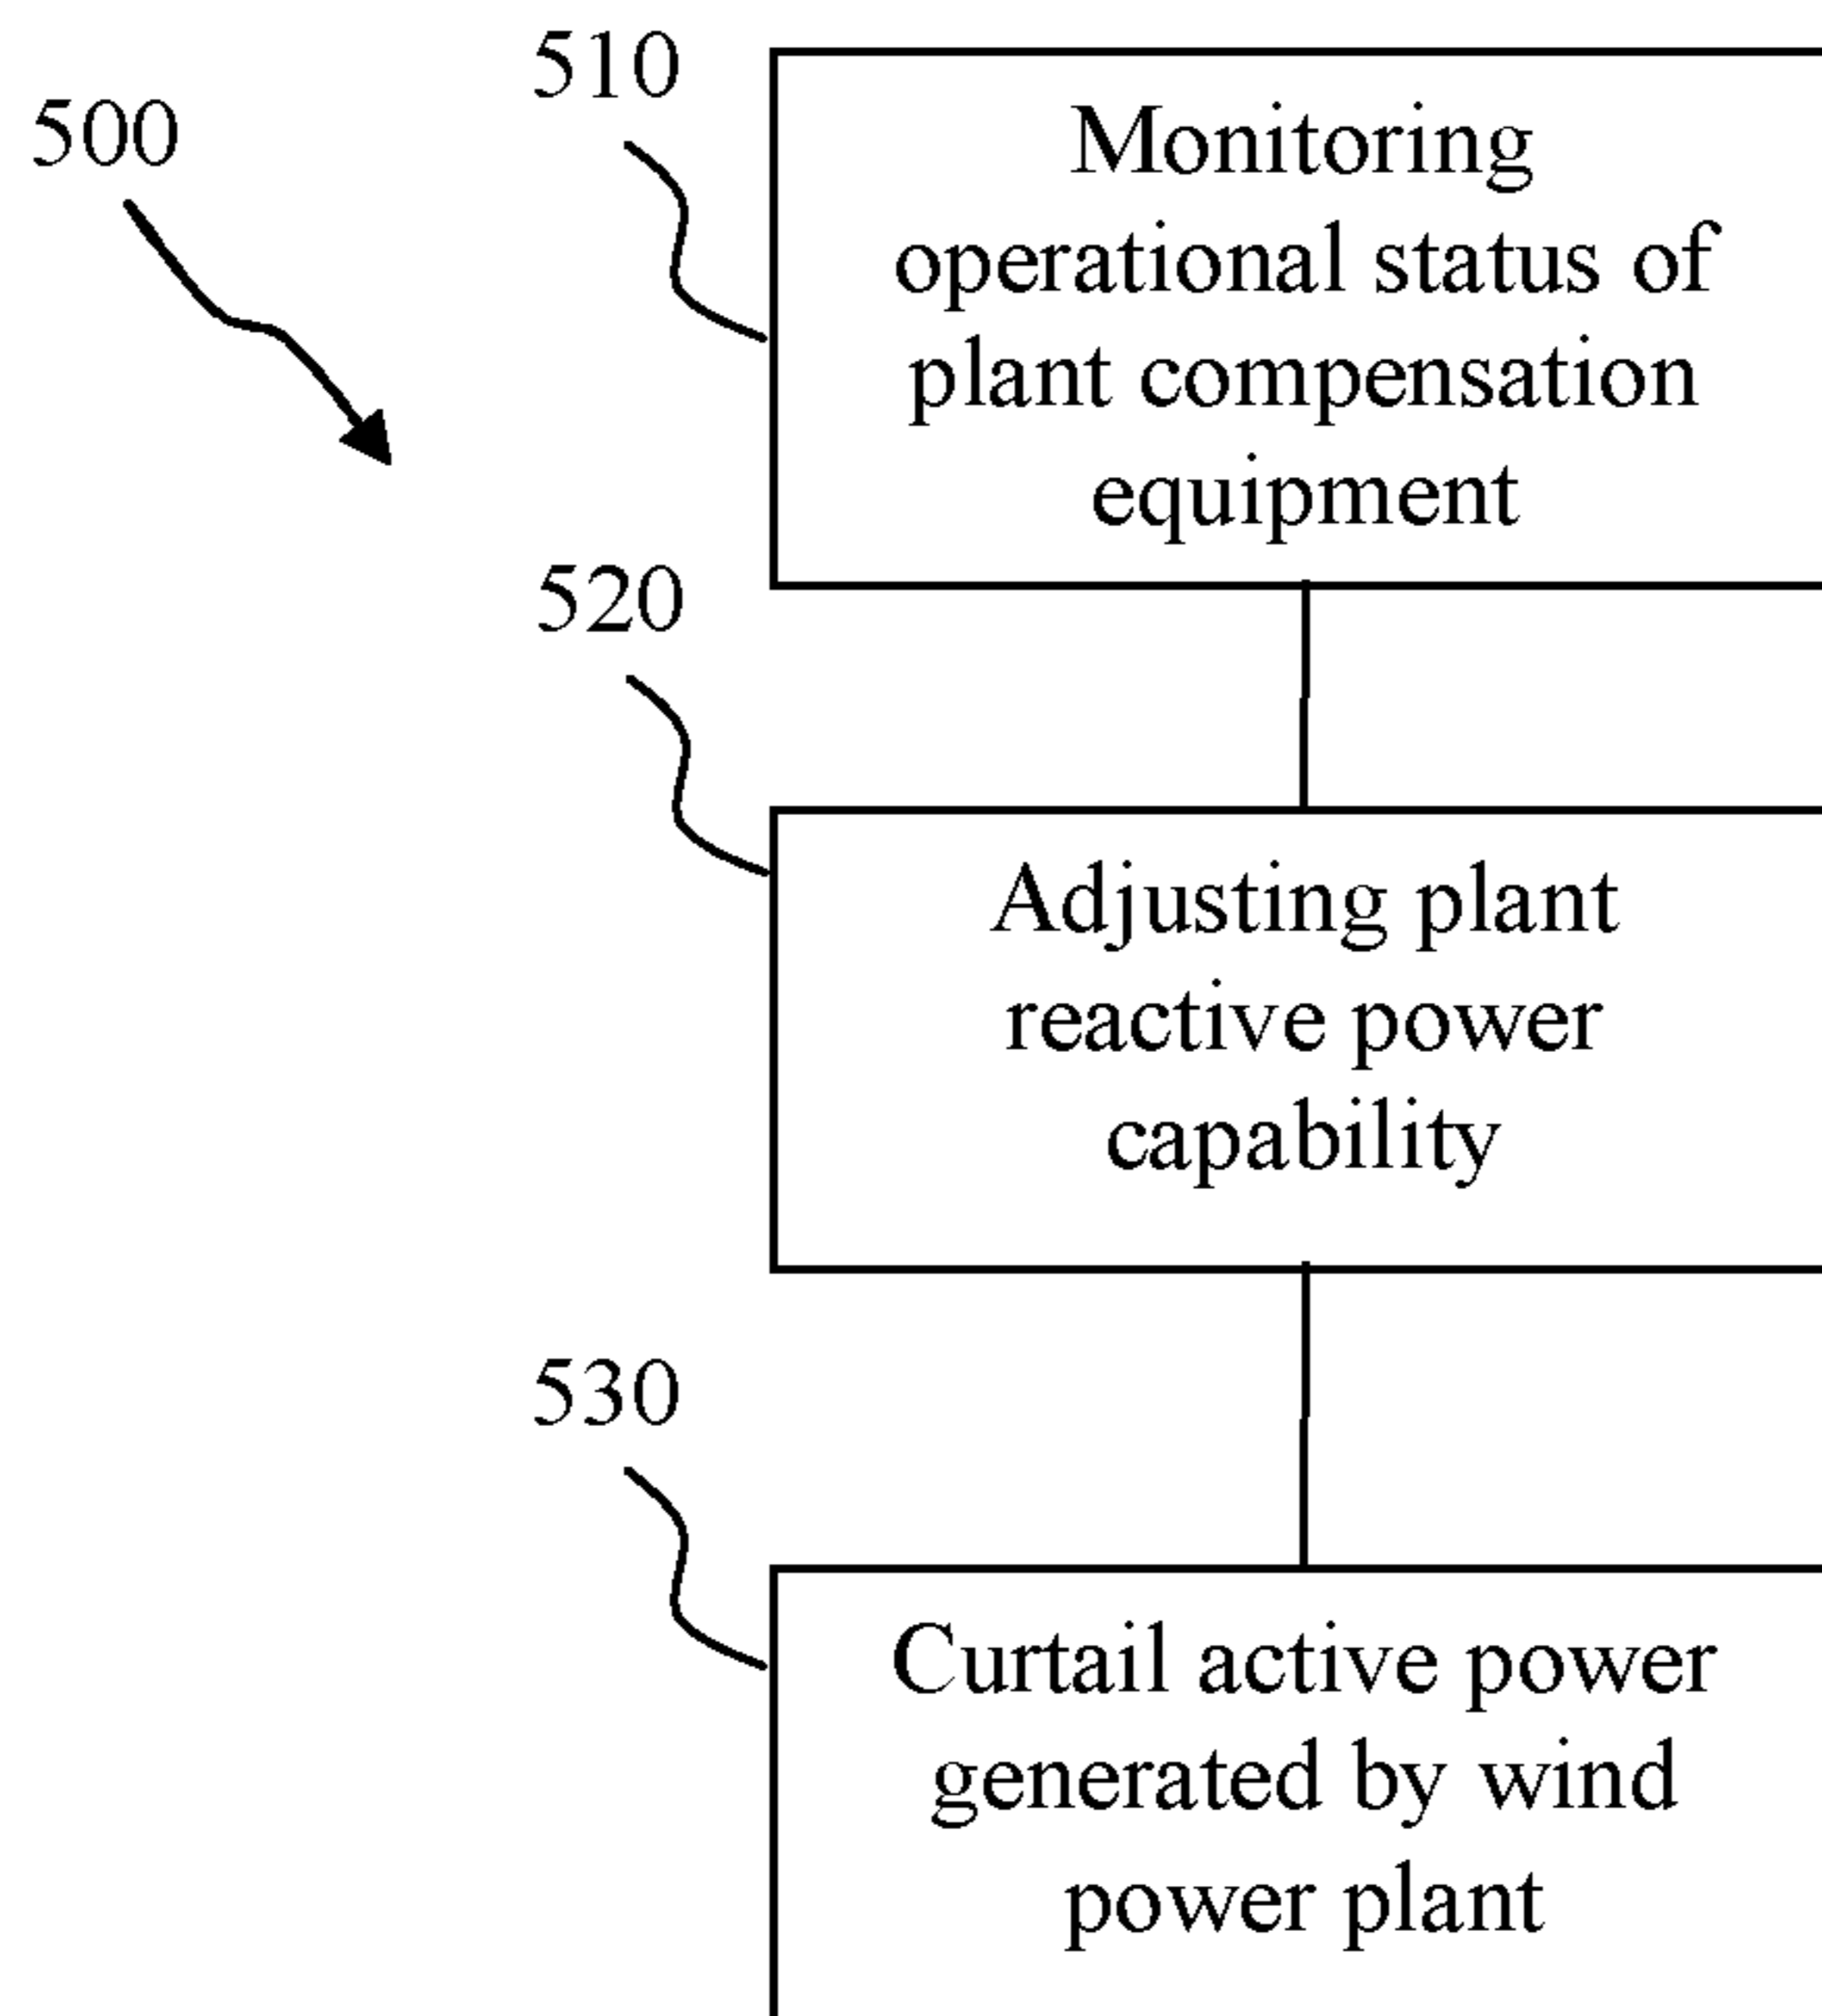 500
510
Monitoring
operational status of
plant compensation
equipment
520
Adjusting plant
reactive power
capability
530
Curtail active power
generated by wind
power plant